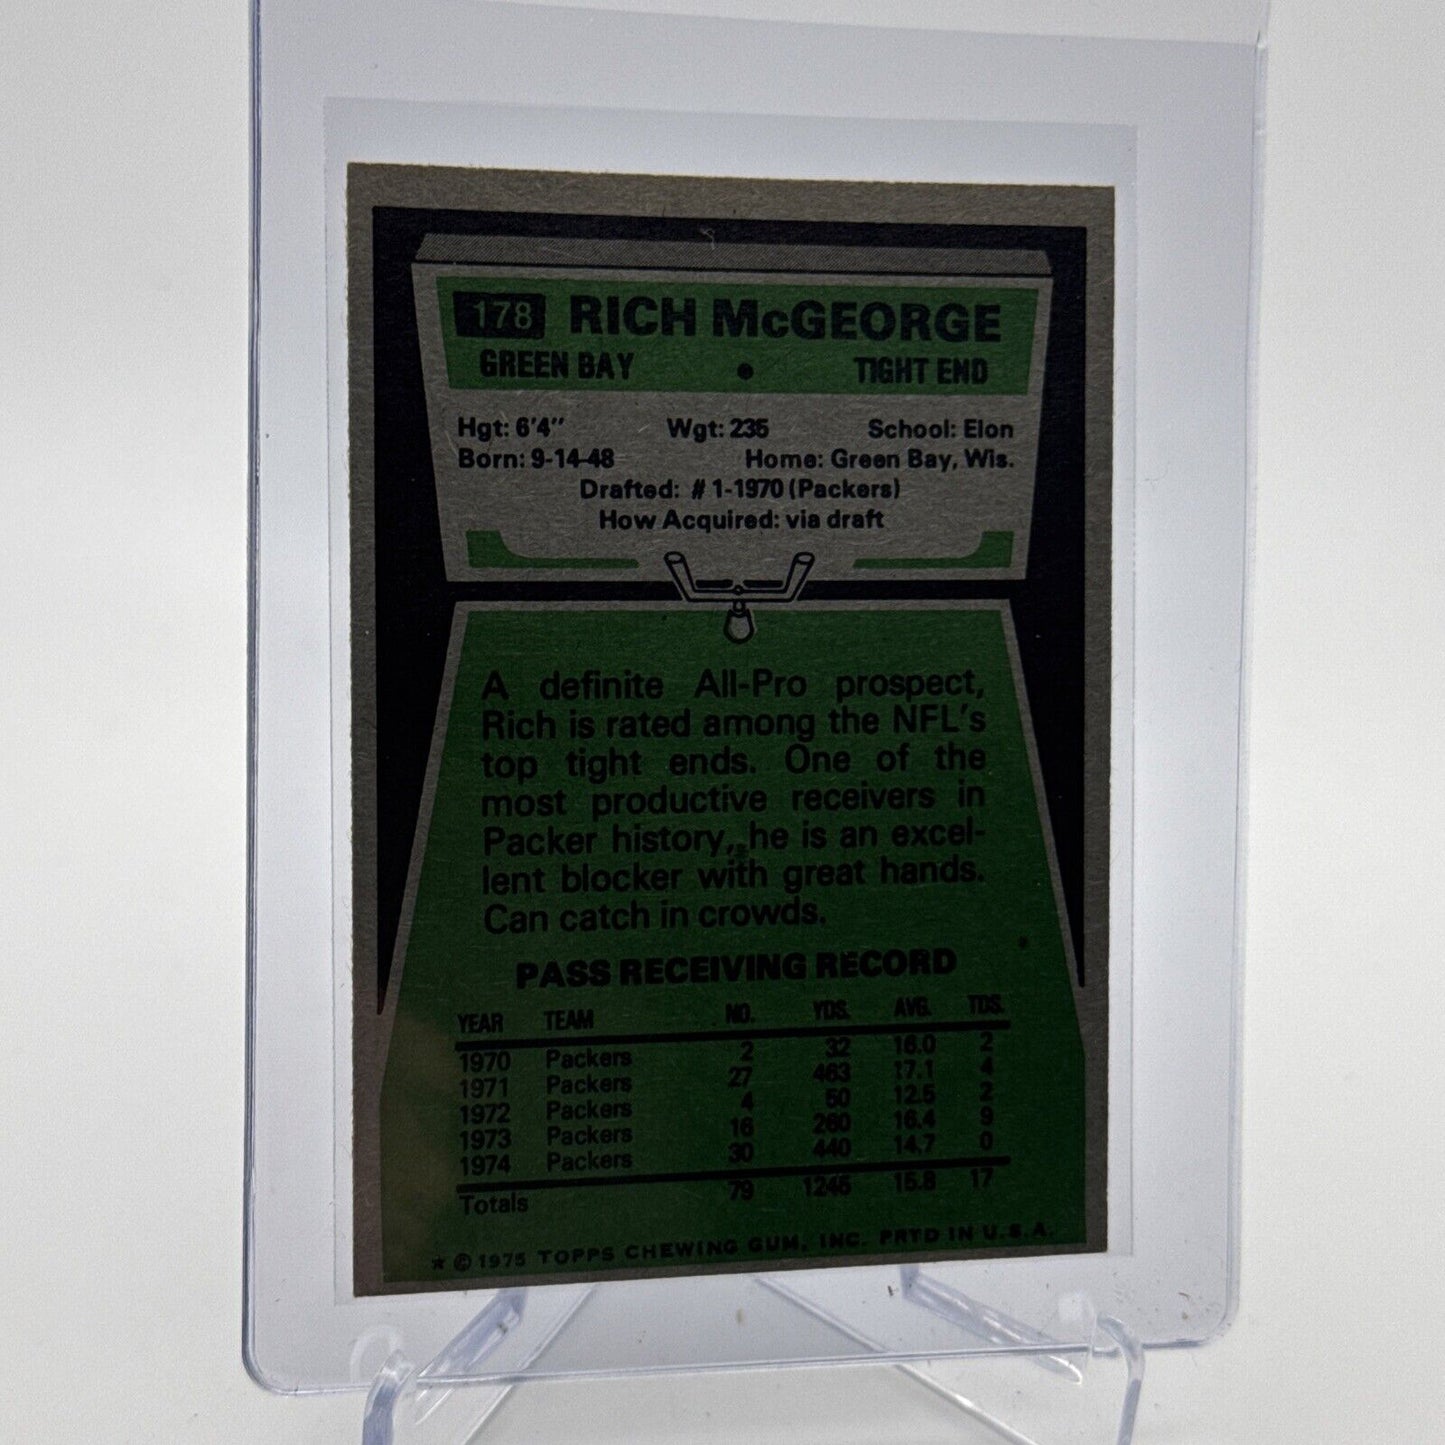 178 RICH McGEORGE
GREEN BAY • TIGHT END
Hgt: 6'4" Wgt: 235 School: Elon
Born: 9-14-48 Home: Green Bay, Wis.
Drafted: # 1-1970 (Packers)
How Acquired: via draft
A definite All-Pro prospect,
Rich is rated among the NFL's
top tight ends. One of the
most productive receivers in
Packer history, he is an excel-
lent blocker with great hands.
Can catch in crowds.
PASS RECEIVING RECORD
YEAR TEAM NO. YDS. AVG. TDS.
1970 Packers 2 32 16.0 2
1971 Packers 27 463 17.1 4
1972 Packers 4 50 12.5 2
1973 Packers 16 260 16.4 9
1974 Packers 30 440 14.7 0
Totals 79 1245 15.8 17
* © 1975 TOPPS CHEWING GUM, INC. PRTD IN U.S.A.